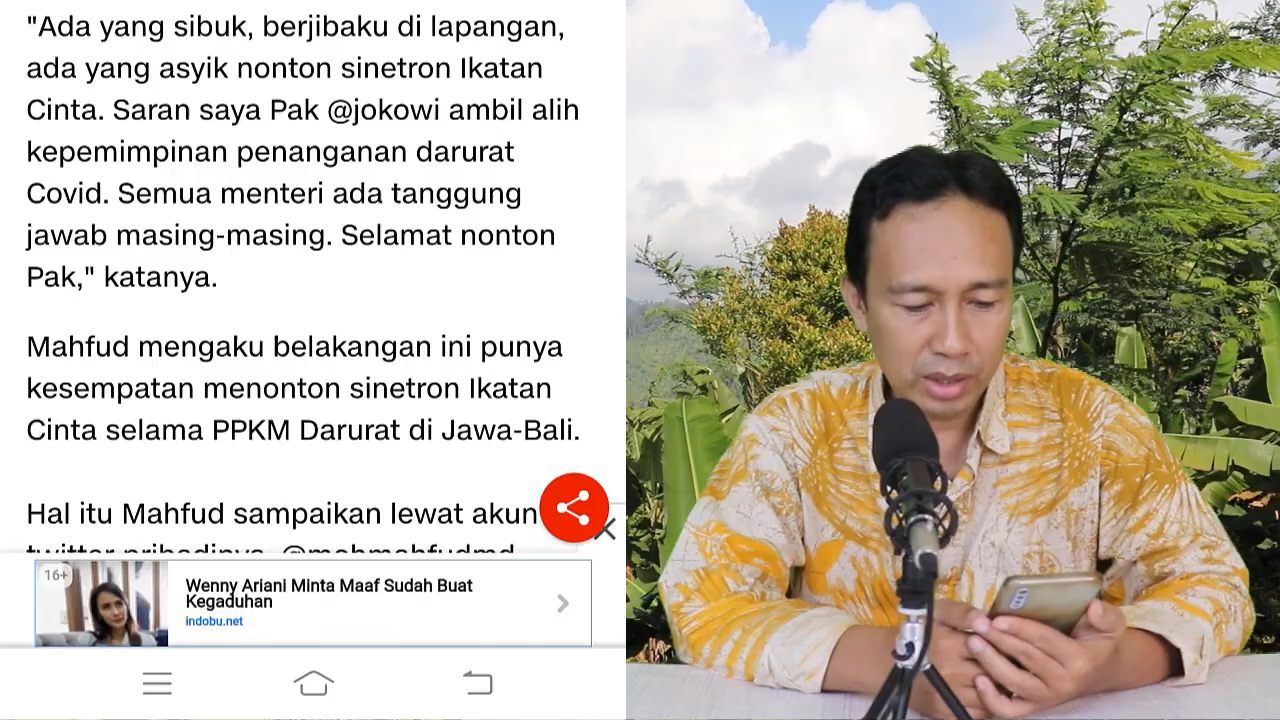 "Ada yang sibuk, berjibaku di lapangan,
ada yang asyik nonton sinetron Ikatan
Cinta. Saran saya Pak @jokowi ambil alih
kepemimpinan penanganan darurat
Covid. Semua menteri ada tanggung
jawab masing-masing. Selamat nonton
Pak," katanya.
Mahfud mengaku belakangan ini punya
kesempatan menonton sinetron Ikatan
Cinta selama PPKM Darurat di Jawa-Bali.
Hal itu Mahfud sampaikan lewat akun
twitter pribadinya, @mohmahfudmd
16+
Wenny Ariani Minta Maaf Sudah Buat
Kegaduhan
indobu.net